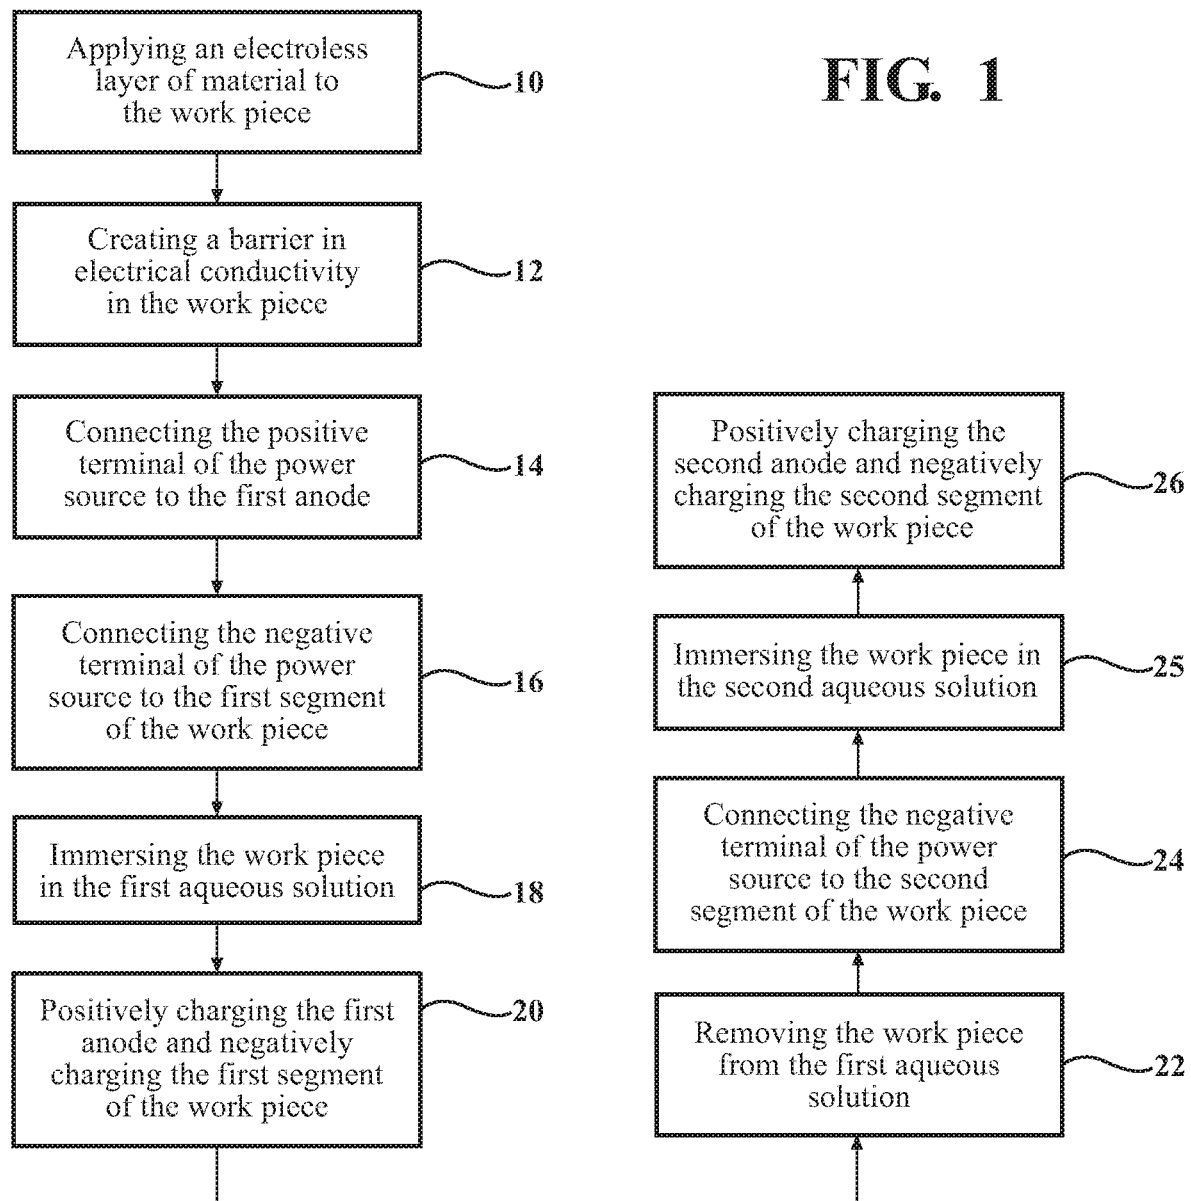 FIG. 1
Applying an electroless
layer of material to
the work piece
10
Creating a barrier in
electrical conductivity
in the work piece
12
Connecting the positive
terminal of the power
source to the first anode
14
Connecting the negative
terminal of the power
source to the first segment
of the work piece
16
Immersing the work piece
in the first aqueous solution
18
Positively charging the first
anode and negatively
charging the first segment
of the work piece
20
Removing the work piece
from the first aqueous
solution
22
Connecting the negative
terminal of the power
source to the second
segment of the work piece
24
Immersing the work piece in
the second aqueous solution
25
Positively charging the
second anode and negatively
charging the second segment
of the work piece
26